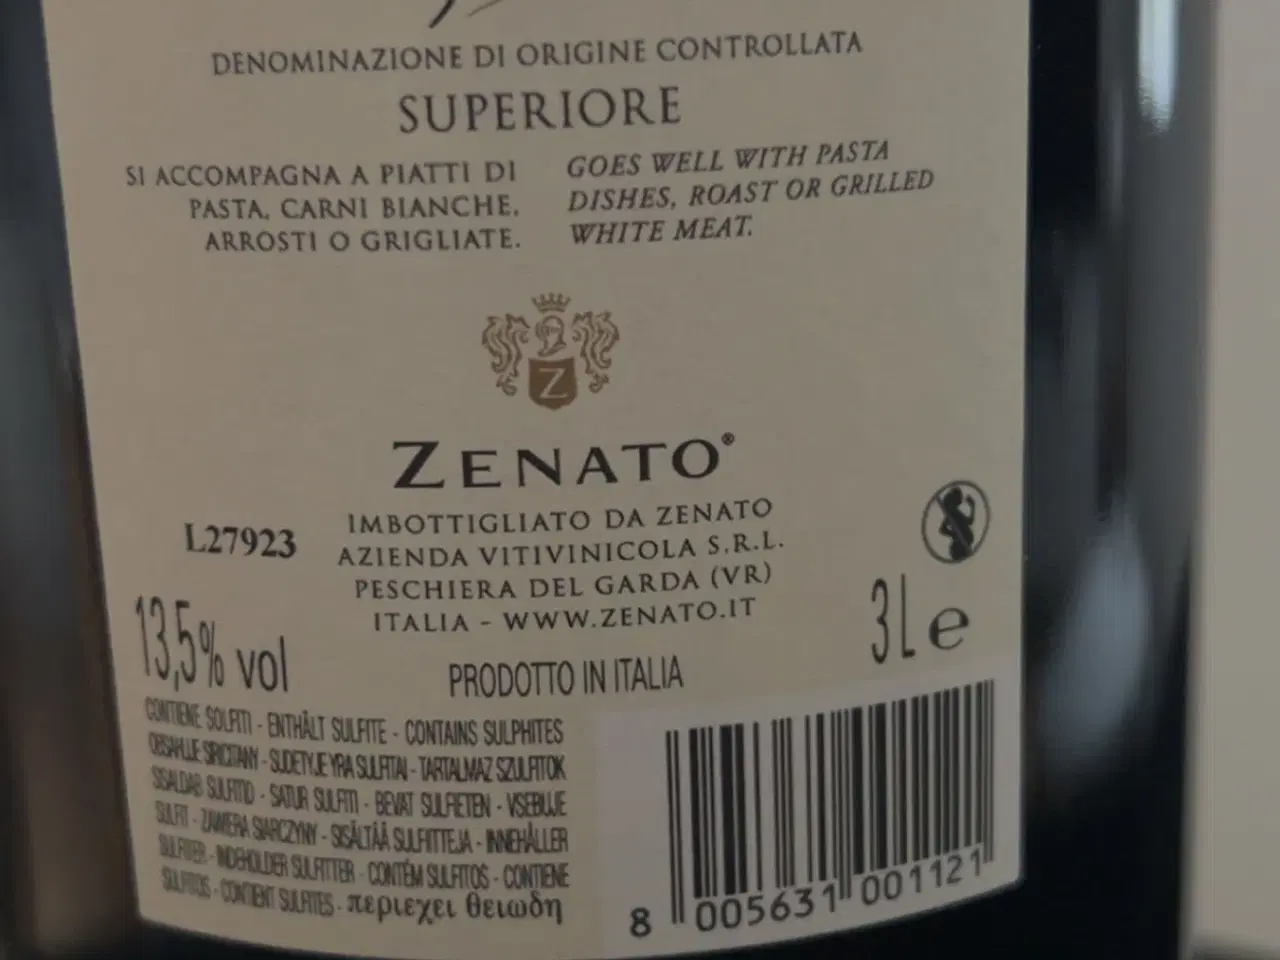 DENOMINAZIONE DI ORIGINE CONTROLLATA
SUPERIORE
SI ACCOMPAGNA A PIATTI DI
PASTA, CARNI BIANCHE,
ARROSTI O GRIGLIATE.
GOES WELL WITH PASTA
DISHES, ROAST OR GRILLED
WHITE MEAT.
Z
ZENATO®
L27923
IMBOTTIGLIATO DA ZENATO
AZIENDA VITIVINICOLA S.R.L.
PESCHIERA DEL GARDA (VR)
ITALIA - WWW.ZENATO.IT
13,5% vol
3L e
PRODOTTO IN ITALIA
CONTIENE SOLFITI - ENTHÄLT SULFITE - CONTAINS SULPHITES
OBSAHUJE SIRICITANY - SUDETYJE YRA SULFITAI - TARTALMAZ SZULFITOK
SISALDAB SULFITID - SATUR SULFITI - BEVAT SULFIETEN - VSEBUJE
SULFIT - ZAWIERA SIARCZYNY - SISÄLTÄÄ SULFIITTEJA - INNEHÅLLER
SULFITER - INDEHOLDER SULFITTER - CONTÉM SULFITOS - CONTIENE
SULFITOS - CONTIENT SULFITES - περιεχει θειωδη
8 005631 001121